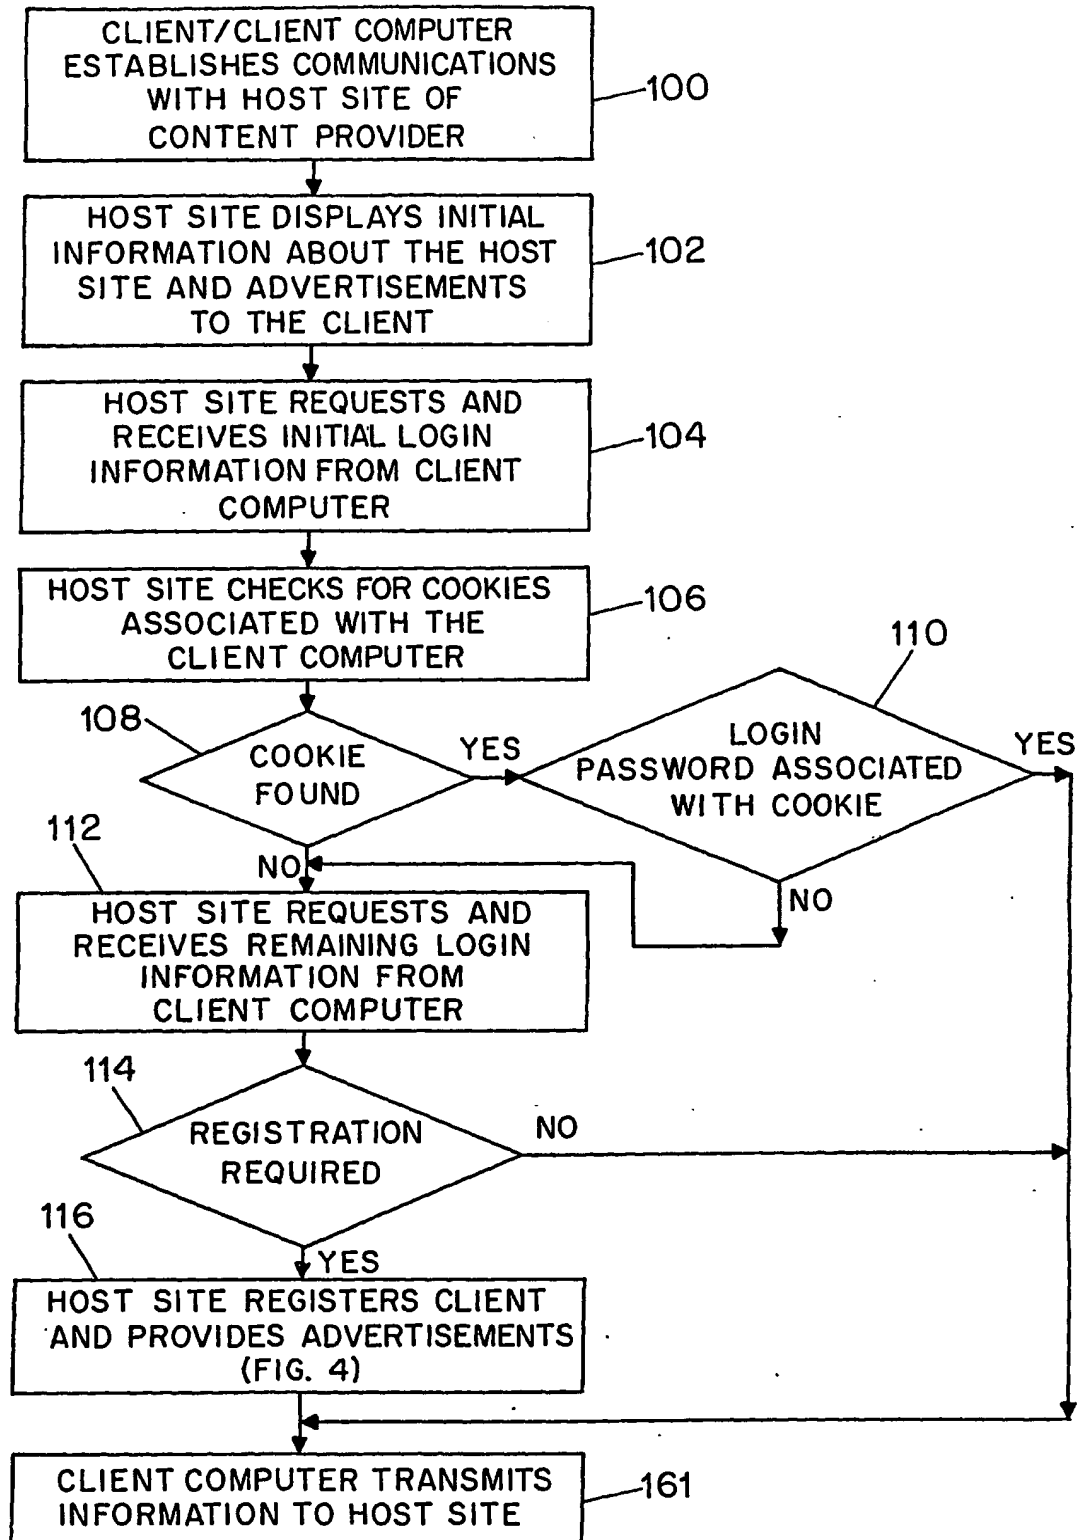 CLIENT/CLIENT COMPUTER
ESTABLISHES COMMUNICATIONS
WITH HOST SITE OF
CONTENT PROVIDER
100
HOST SITE DISPLAYS INITIAL
INFORMATION ABOUT THE HOST
SITE AND ADVERTISEMENTS
TO THE CLIENT
102
HOST SITE REQUESTS AND
RECEIVES INITIAL LOGIN
INFORMATION FROM CLIENT
COMPUTER
104
HOST SITE CHECKS FOR COOKIES
ASSOCIATED WITH THE
CLIENT COMPUTER
106
108
COOKIE
FOUND
YES
110
LOGIN
PASSWORD ASSOCIATED
WITH COOKIE
YES
NO
NO
112
HOST SITE REQUESTS AND
RECEIVES REMAINING LOGIN
INFORMATION FROM
CLIENT COMPUTER
114
REGISTRATION
REQUIRED
NO
YES
116
HOST SITE REGISTERS CLIENT
AND PROVIDES ADVERTISEMENTS
(FIG. 4)
CLIENT COMPUTER TRANSMITS
INFORMATION TO HOST SITE
161